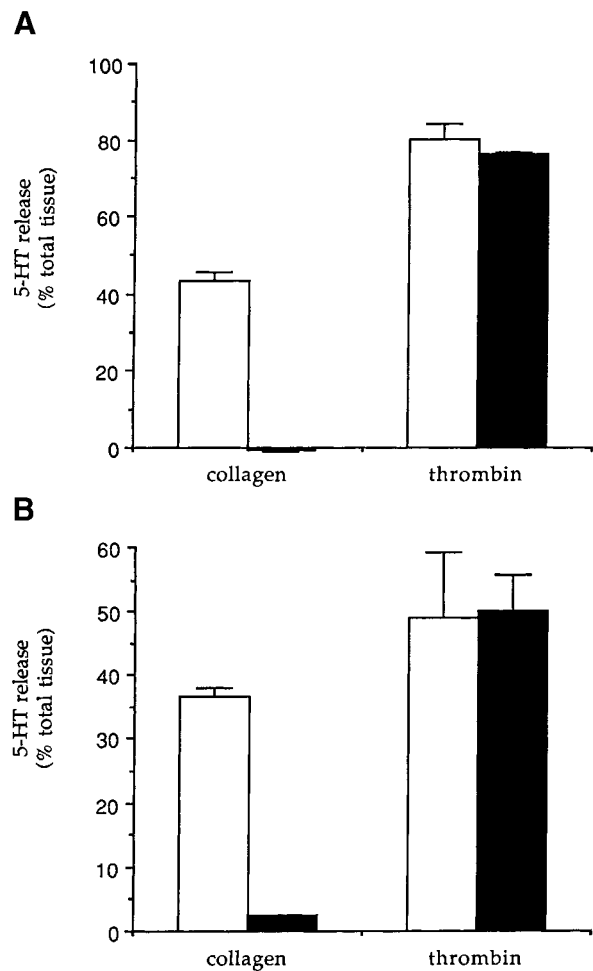 A
100
80
60
40
20
0
5-HT release
(% total tissue)
collagen
thrombin
B
60
50
40
30
20
10
0
5-HT release
(% total tissue)
collagen
thrombin